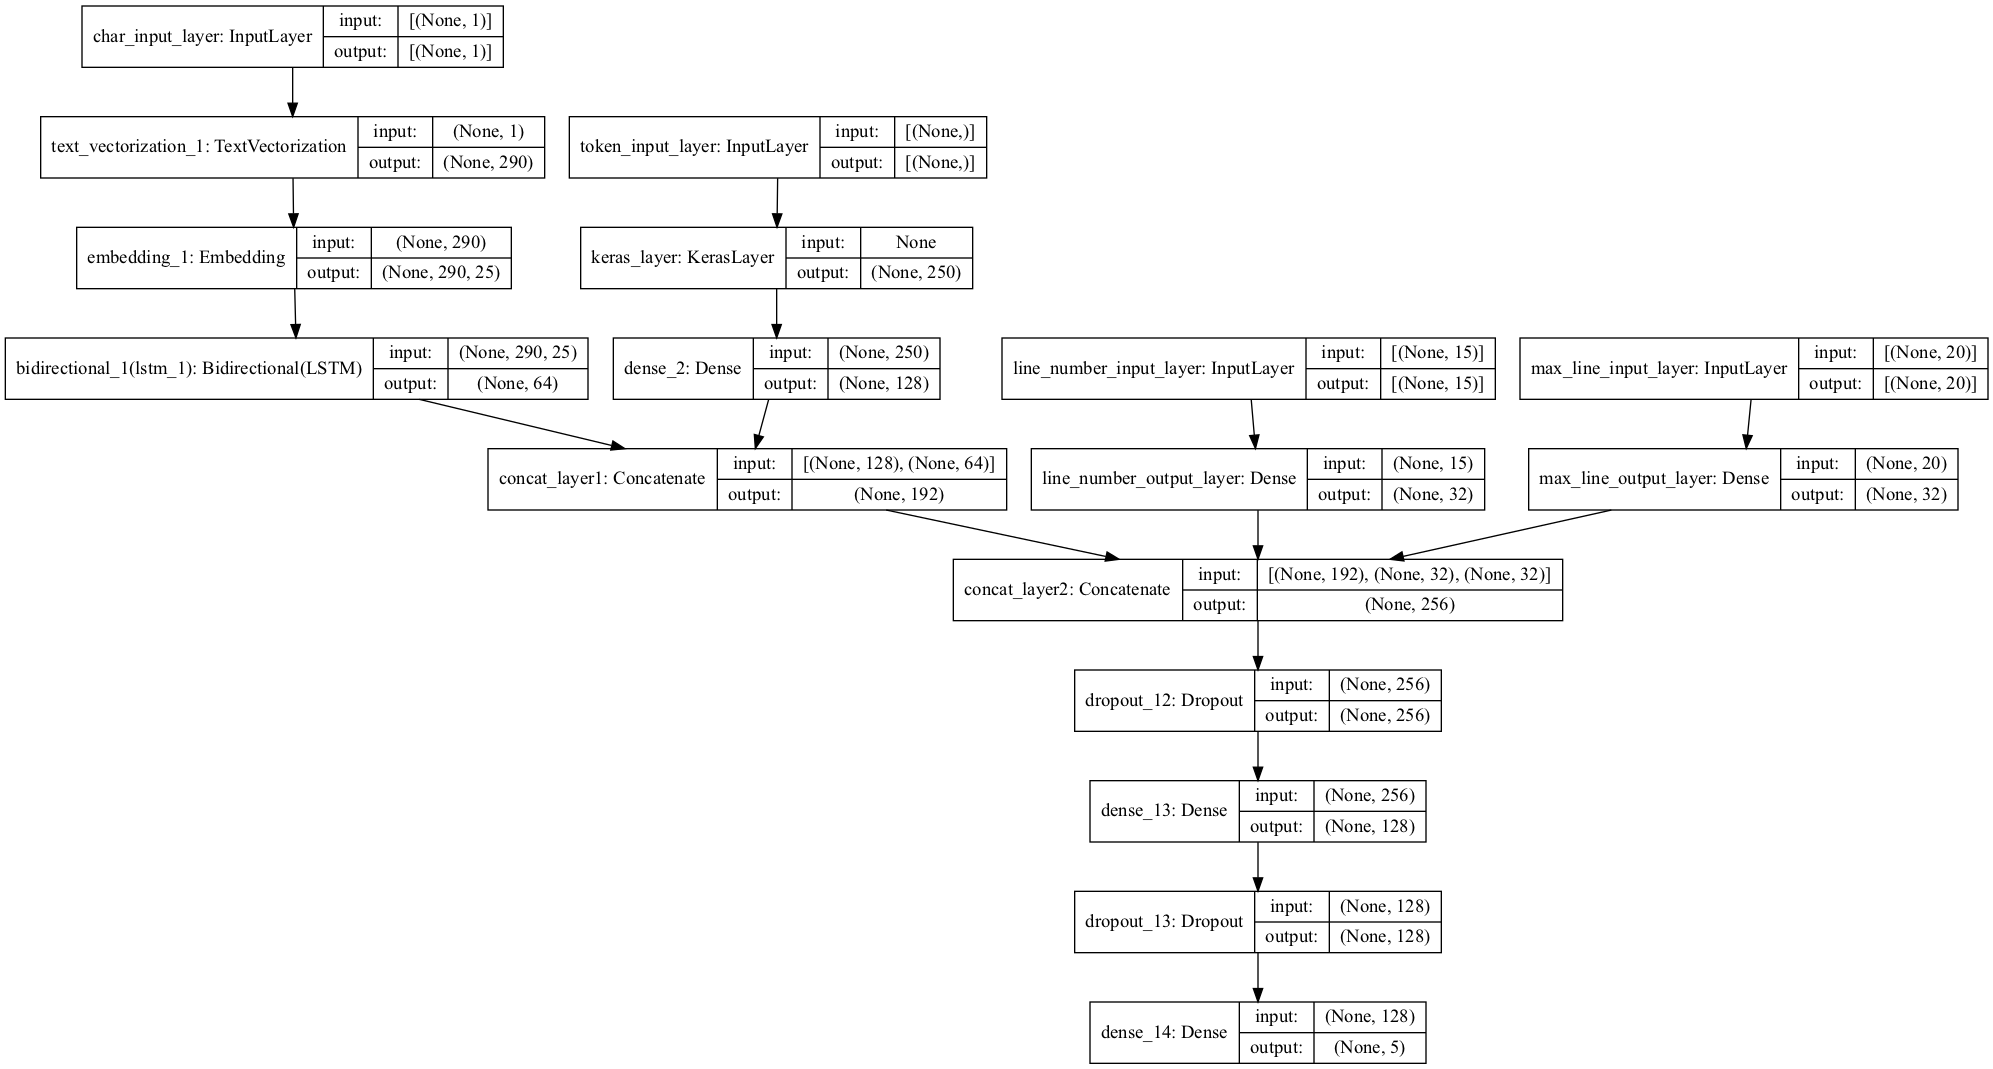 char_input_layer: InputLayer
input: [(None, 1)]
output: [(None, 1)]
text_vectorization_1: TextVectorization
input: (None, 1)
output: (None, 290)
token_input_layer: InputLayer
input: [(None,)]
output: [(None,)]
embedding_1: Embedding
input: (None, 290)
output: (None, 290, 25)
keras_layer: KerasLayer
input: None
output: (None, 250)
bidirectional_1(lstm_1): Bidirectional(LSTM)
input: (None, 290, 25)
output: (None, 64)
dense_2: Dense
input: (None, 250)
output: (None, 128)
line_number_input_layer: InputLayer
input: [(None, 15)]
output: [(None, 15)]
max_line_input_layer: InputLayer
input: [(None, 20)]
output: [(None, 20)]
concat_layer1: Concatenate
input: [(None, 128), (None, 64)]
output: (None, 192)
line_number_output_layer: Dense
input: (None, 15)
output: (None, 32)
max_line_output_layer: Dense
input: (None, 20)
output: (None, 32)
concat_layer2: Concatenate
input: [(None, 192), (None, 32), (None, 32)]
output: (None, 256)
dropout_12: Dropout
input: (None, 256)
output: (None, 256)
dense_13: Dense
input: (None, 256)
output: (None, 128)
dropout_13: Dropout
input: (None, 128)
output: (None, 128)
dense_14: Dense
input: (None, 128)
output: (None, 5)